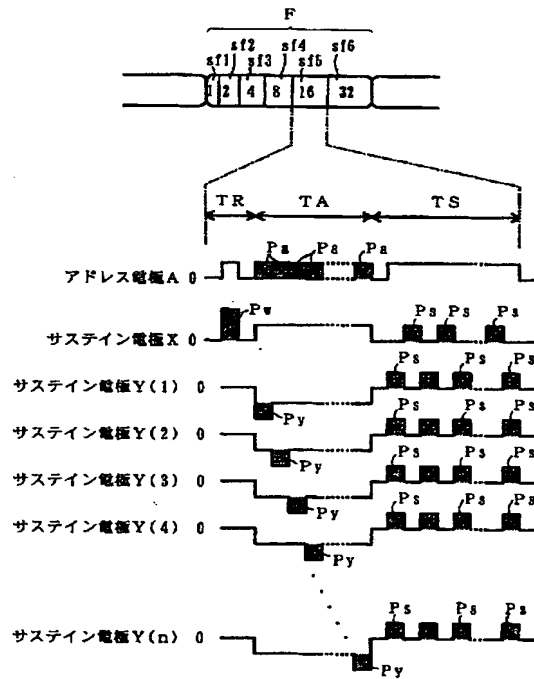 F
sf1 sf2 sf3 sf4 sf5 sf6
1 2 4 8 16 32
TR TA TS
アドレス電極A 0 Pa Pa Pa
サステイン電極X 0 Pw Ps Ps Ps
サステイン電極Y(1) 0 Py Ps Ps Ps
サステイン電極Y(2) 0 Py Ps Ps Ps
サステイン電極Y(3) 0 Py Ps Ps Ps
サステイン電極Y(4) 0 Py Ps Ps Ps
サステイン電極Y(n) 0 Py Ps Ps Ps